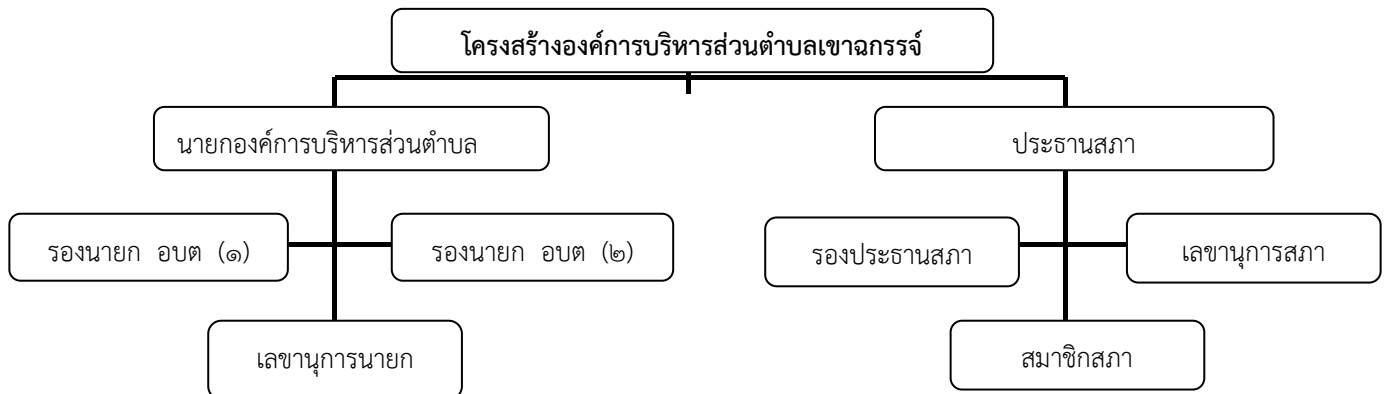 โครงสร้างองค์การบริหารส่วนตำบลเขาฉกรรจ์
นายกองค์การบริหารส่วนตำบล
ประธานสภา
รองนายก อบต (๑)
รองนายก อบต (๒)
รองประธานสภา
เลขานุการสภา
เลขานุการนายก
สมาชิกสภา